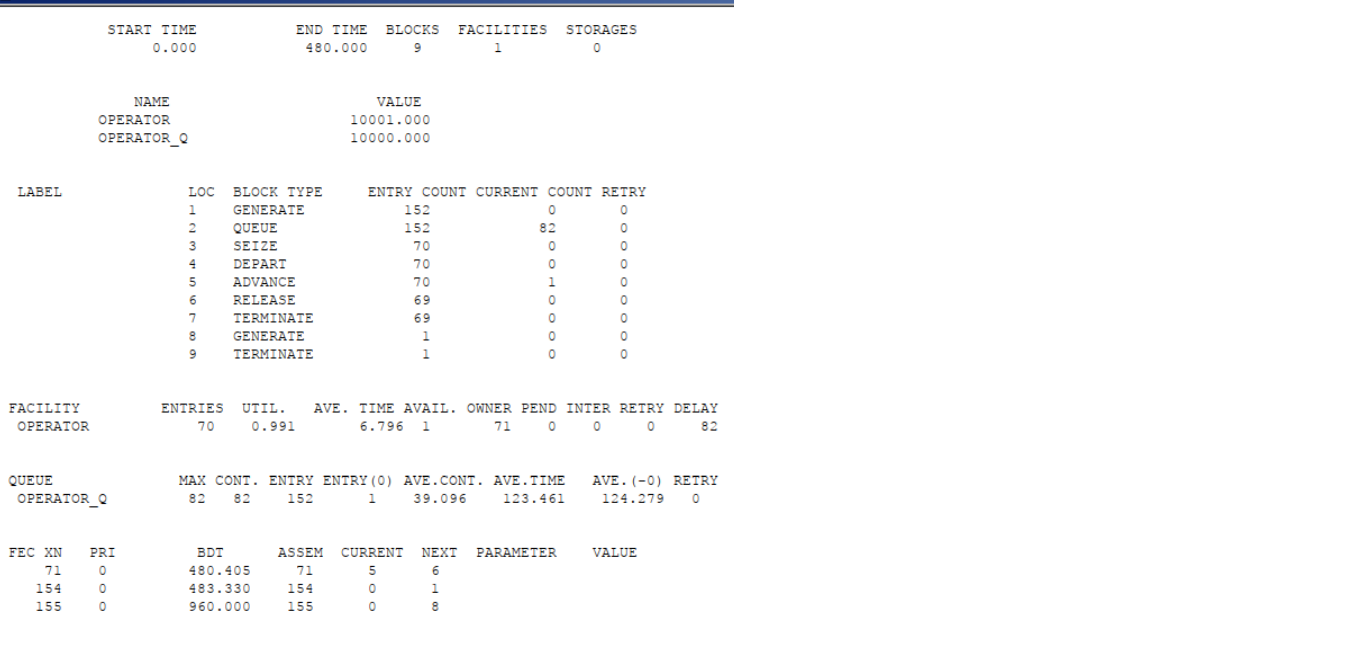 START TIME END TIME BLOCKS FACILITIES STORAGES
0.000 480.000 9 1 0
NAME VALUE
OPERATOR 10001.000
OPERATOR_Q 10000.000
LABEL LOC BLOCK TYPE ENTRY COUNT CURRENT COUNT RETRY
1 GENERATE 152 0 0
2 QUEUE 152 82 0
3 SEIZE 70 0 0
4 DEPART 70 0 0
5 ADVANCE 70 1 0
6 RELEASE 69 0 0
7 TERMINATE 69 0 0
8 GENERATE 1 0 0
9 TERMINATE 1 0 0
FACILITY ENTRIES UTIL. AVE. TIME AVAIL. OWNER PEND INTER RETRY DELAY
OPERATOR 70 0.991 6.796 1 71 0 0 0 82
QUEUE MAX CONT. ENTRY ENTRY(0) AVE.CONT. AVE.TIME AVE.(-0) RETRY
OPERATOR_Q 82 82 152 1 39.096 123.461 124.279 0
FEC XN PRI BDT ASSEM CURRENT NEXT PARAMETER VALUE
71 0 480.405 71 5 6
154 0 483.330 154 0 1
155 0 960.000 155 0 8